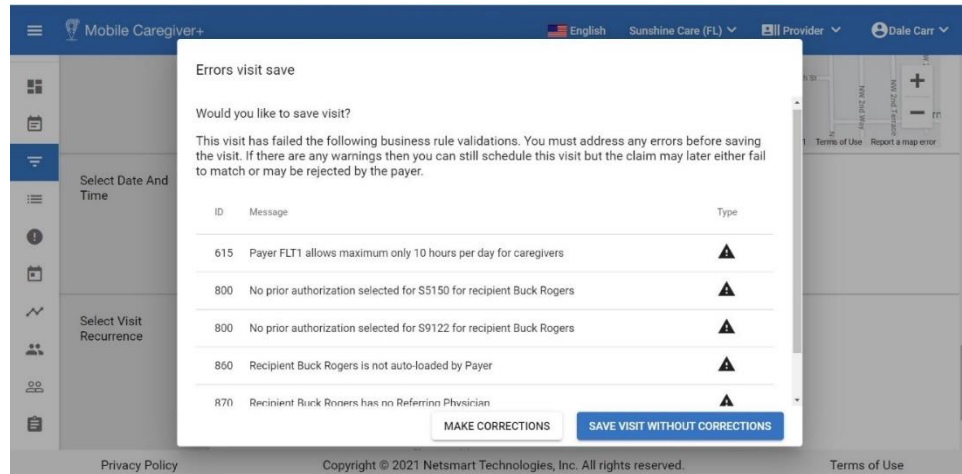 Mobile Caregiver+
English
Sunshine Care (FL)
Provider
Dale Carr
Errors visit save
Would you like to save visit?
This visit has failed the following business rule validations. You must address any errors before saving
the visit. If there are any warnings then you can still schedule this visit but the claim may later either fail
to match or may be rejected by the payer.
ID Message Type
615 Payer FLT1 allows maximum only 10 hours per day for caregivers
800 No prior authorization selected for S5150 for recipient Buck Rogers
800 No prior authorization selected for S9122 for recipient Buck Rogers
860 Recipient Buck Rogers is not auto-loaded by Payer
870 Recipient Buck Rogers has no Referring Physician
MAKE CORRECTIONS
SAVE VISIT WITHOUT CORRECTIONS
Select Date And
Time
Select Visit
Recurrence
NW 2nd Way
NW 2nd Terrace
+
−
Terms of Use Report a map error
Privacy Policy
Copyright © 2021 Netsmart Technologies, Inc. All rights reserved.
Terms of Use